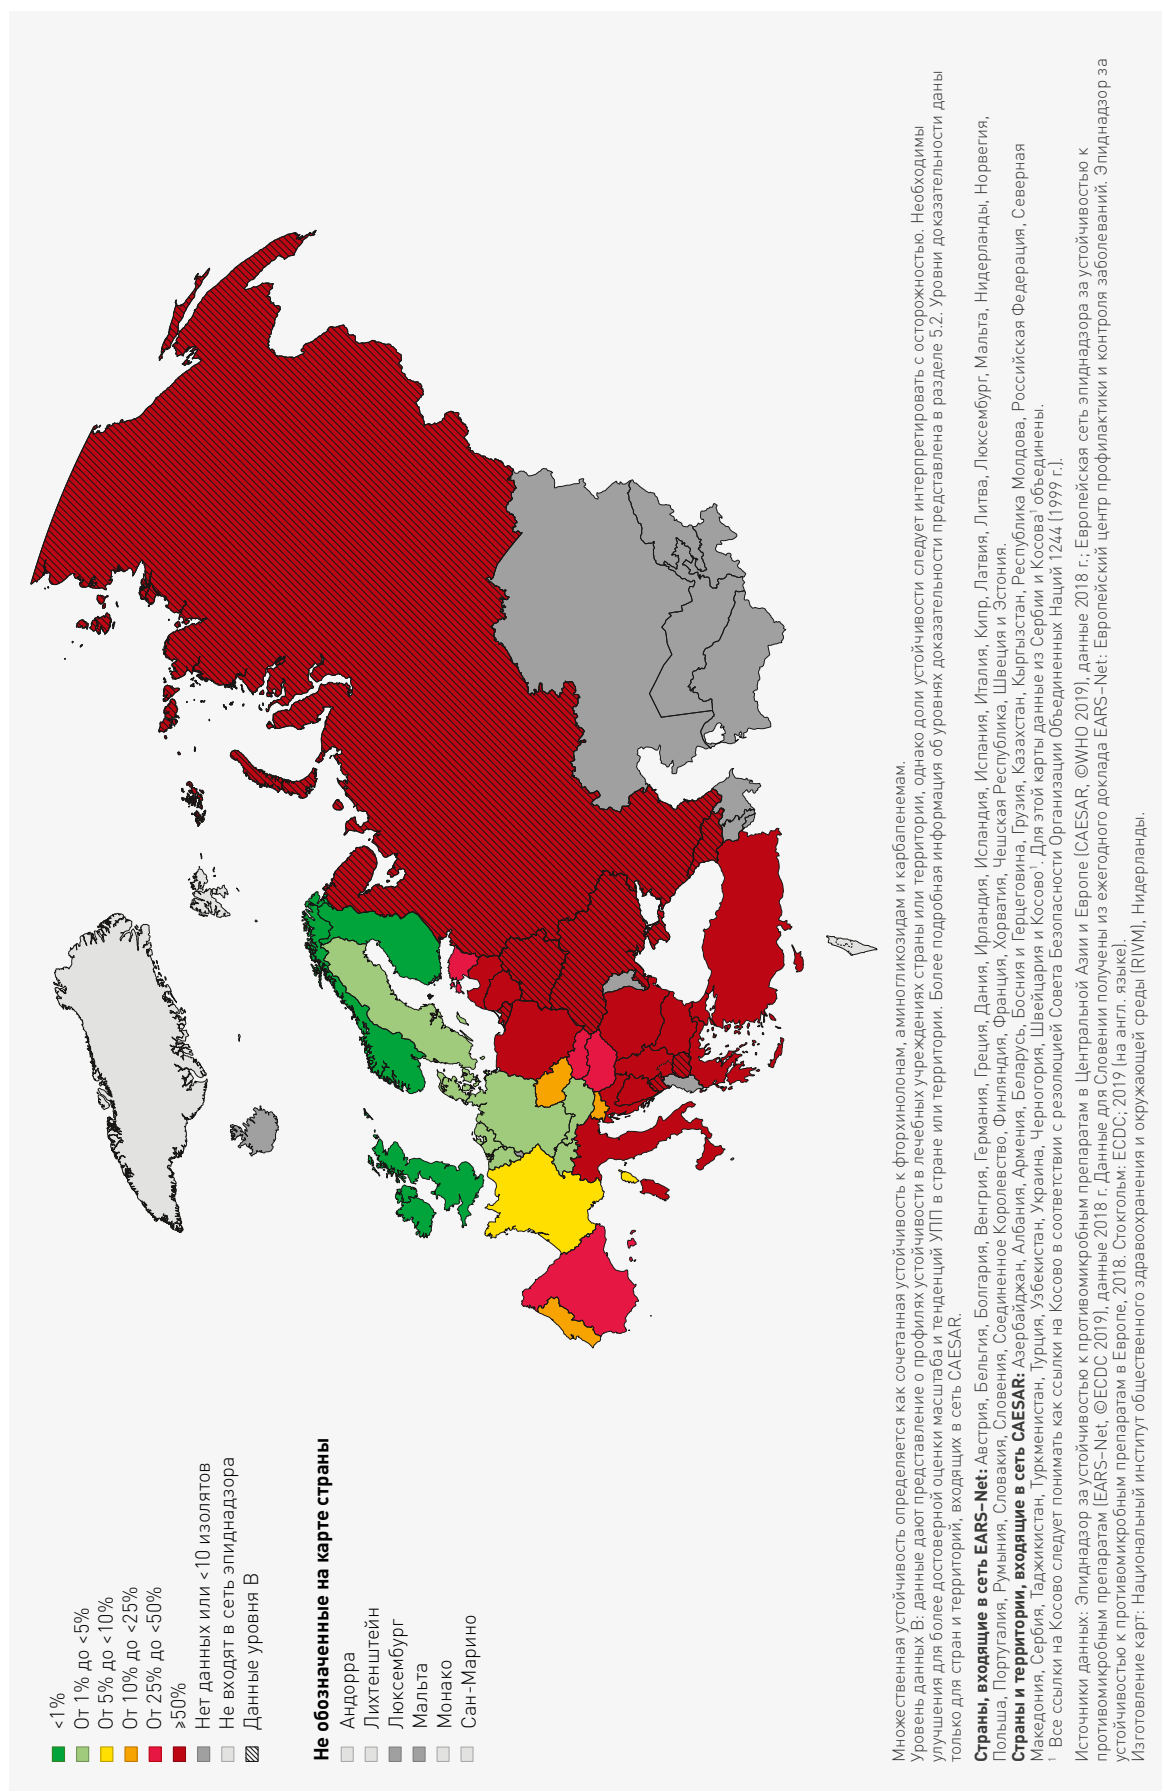 <1%
От 1% до <5%
От 5% до <10%
От 10% до <25%
От 25% до <50%
≥50%
Нет данных или <10 изолятов
Не входят в сеть эпиднадзора
Данные уровня B
Не обозначенные на карте страны
Андорра
Лихтенштейн
Люксембург
Мальта
Монако
Сан-Марино
Множественная устойчивость определяется как сочетанная устойчивость к фторхинолонам, аминогликозидам и карбапенемам.
Уровень данных B: данные дают представление о профилях устойчивости в лечебных учреждениях страны или территории, однако доли устойчивости следует интерпретировать с осторожностью. Необходимы
улучшения для более достоверной оценки масштаба и тенденций УПП в стране или территории. Более подробная информация об уровнях доказательности представлена в разделе 5.2. Уровни доказательности даны
только для стран и территорий, входящих в сеть CAESAR.
Страны, входящие в сеть EARS–Net: Австрия, Бельгия, Болгария, Венгрия, Германия, Греция, Дания, Ирландия, Исландия, Испания, Италия, Кипр, Латвия, Литва, Люксембург, Мальта, Нидерланды, Норвегия,
Польша, Португалия, Румыния, Словакия, Словения, Соединенное Королевство, Финляндия, Франция, Хорватия, Чешская Республика, Швеция и Эстония.
Страны и территории, входящие в сеть CAESAR: Азербайджан, Албания, Армения, Беларусь, Босния и Герцеговина, Грузия, Казахстан, Кыргызстан, Республика Молдова, Российская Федерация, Северная
Македония, Сербия, Таджикистан, Туркменистан, Турция, Узбекистан, Украина, Черногория, Швейцария и Косово¹. Для этой карты данные из Сербии и Косова¹ объединены.
¹ Все ссылки на Косово следует понимать как ссылки на Косово в соответствии с резолюцией Совета Безопасности Организации Объединенных Наций 1244 (1999 г.).
Источники данных: Эпиднадзор за устойчивостью к противомикробным препаратам в Центральной Азии и Европе (CAESAR, ©WHO 2019), данные 2018 г.; Европейская сеть эпиднадзора за устойчивостью к
противомикробным препаратам (EARS–Net, ©ECDC 2019), данные 2018 г. Данные для Словении получены из ежегодного доклада EARS–Net: Европейский центр профилактики и контроля заболеваний. Эпиднадзор за
устойчивостью к противомикробным препаратам в Европе, 2018. Стокгольм: ECDC; 2019 (на англ. языке).
Изготовление карт: Национальный институт общественного здравоохранения и окружающей среды (RIVM), Нидерланды.